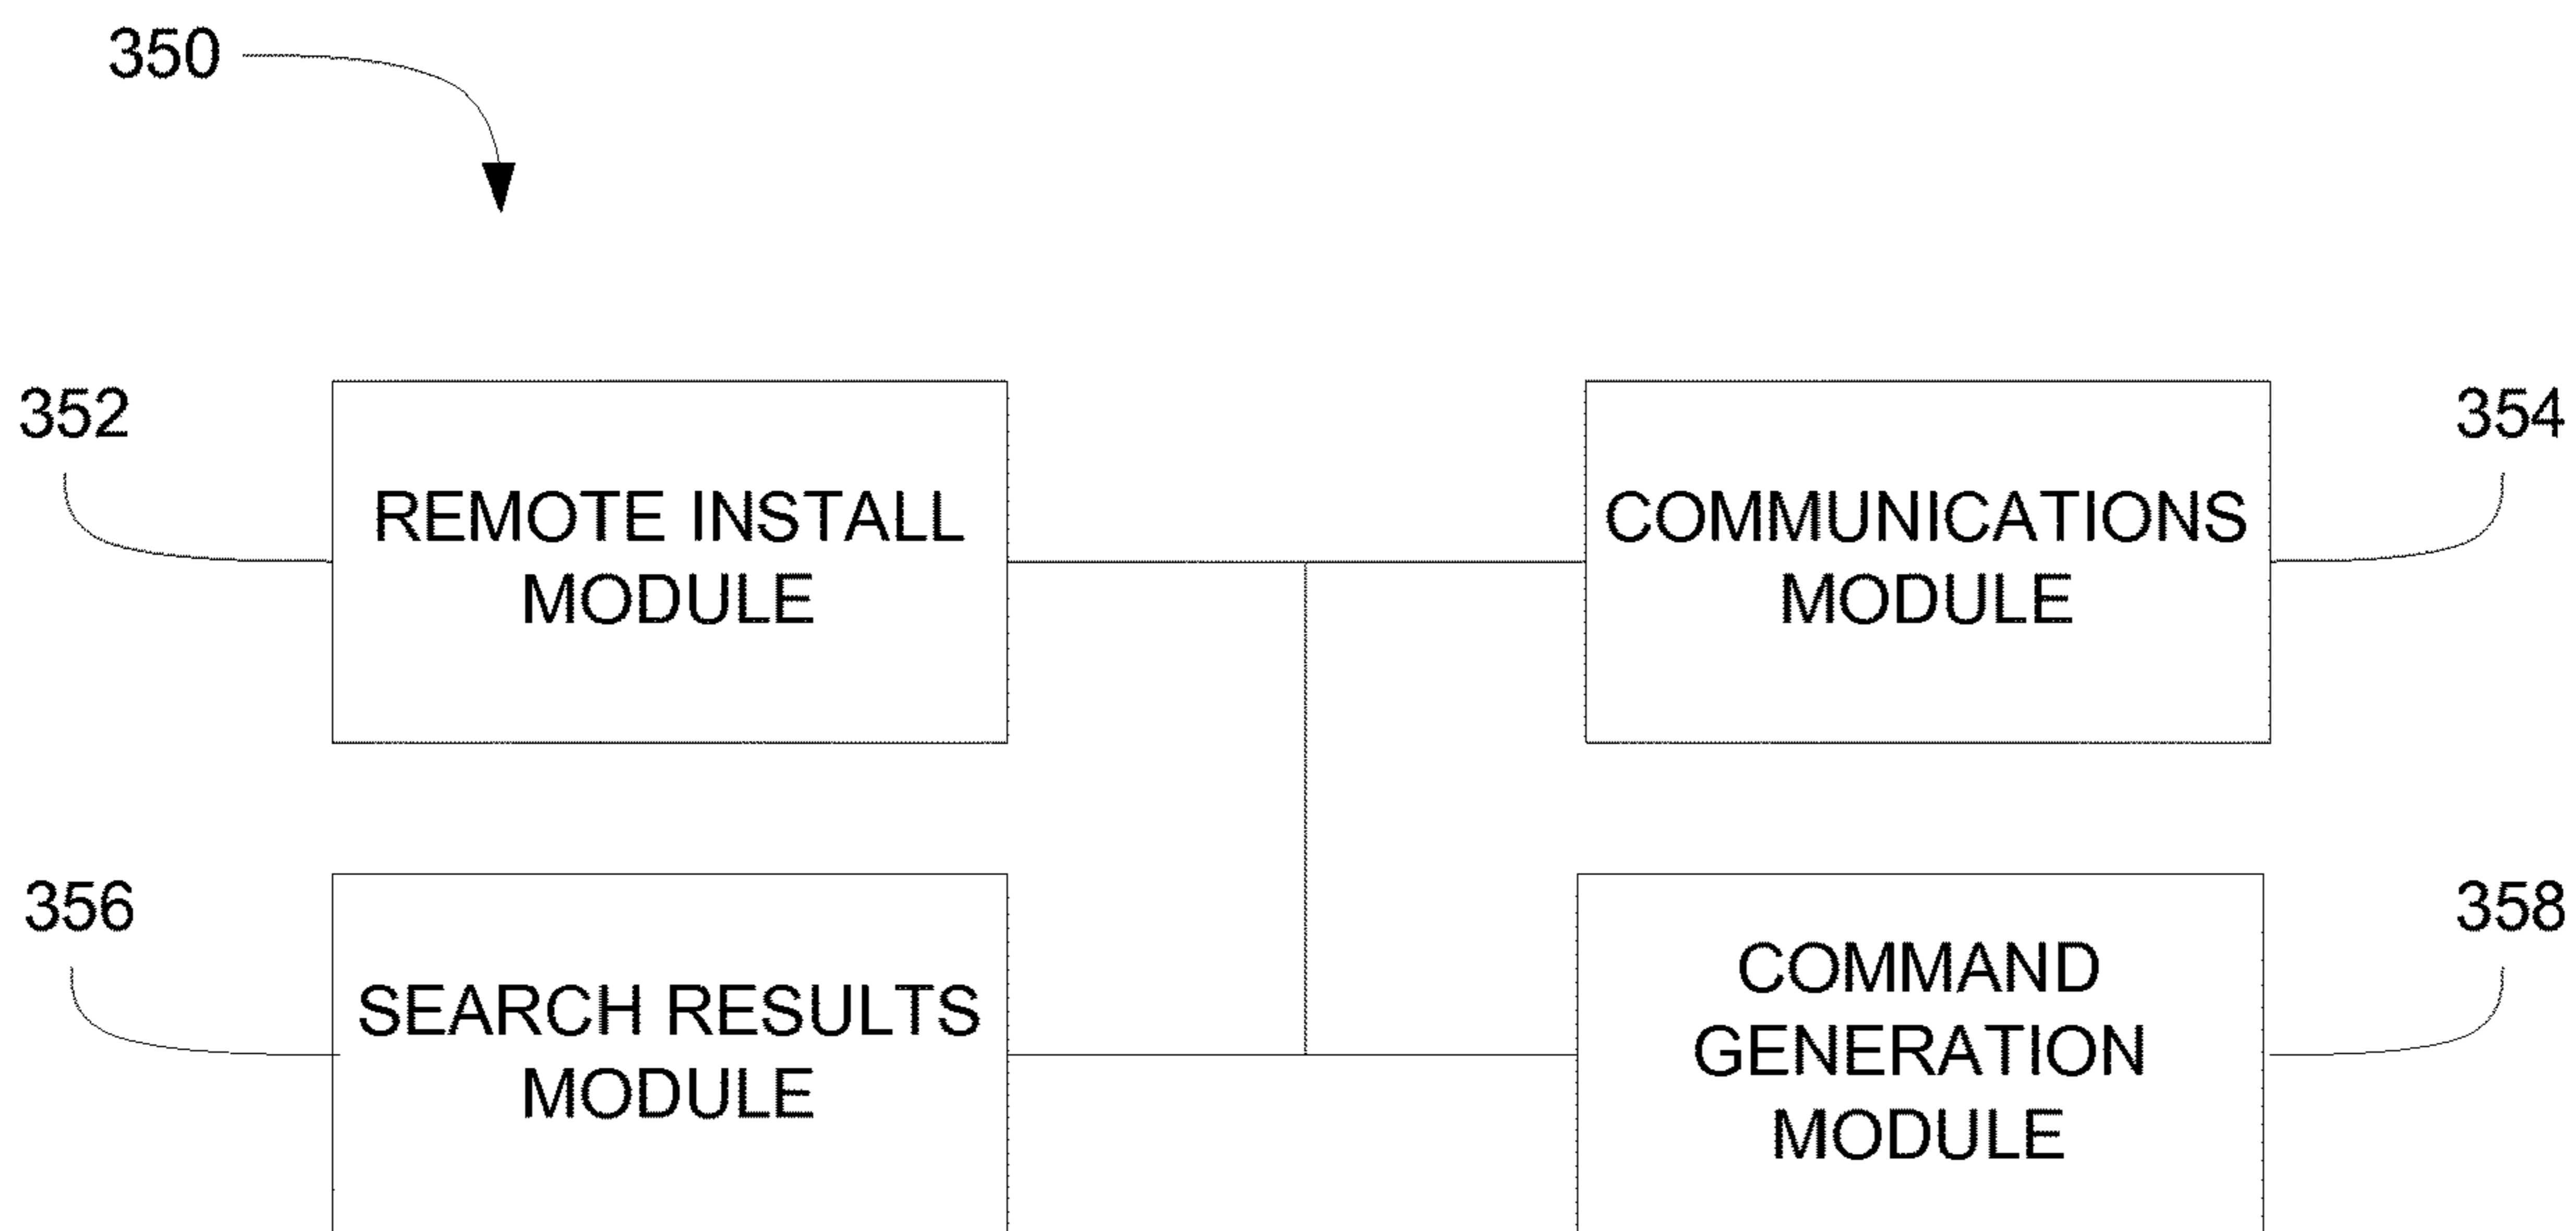 350
352
REMOTE INSTALL
MODULE
COMMUNICATIONS
MODULE
354
356
SEARCH RESULTS
MODULE
COMMAND
GENERATION
MODULE
358